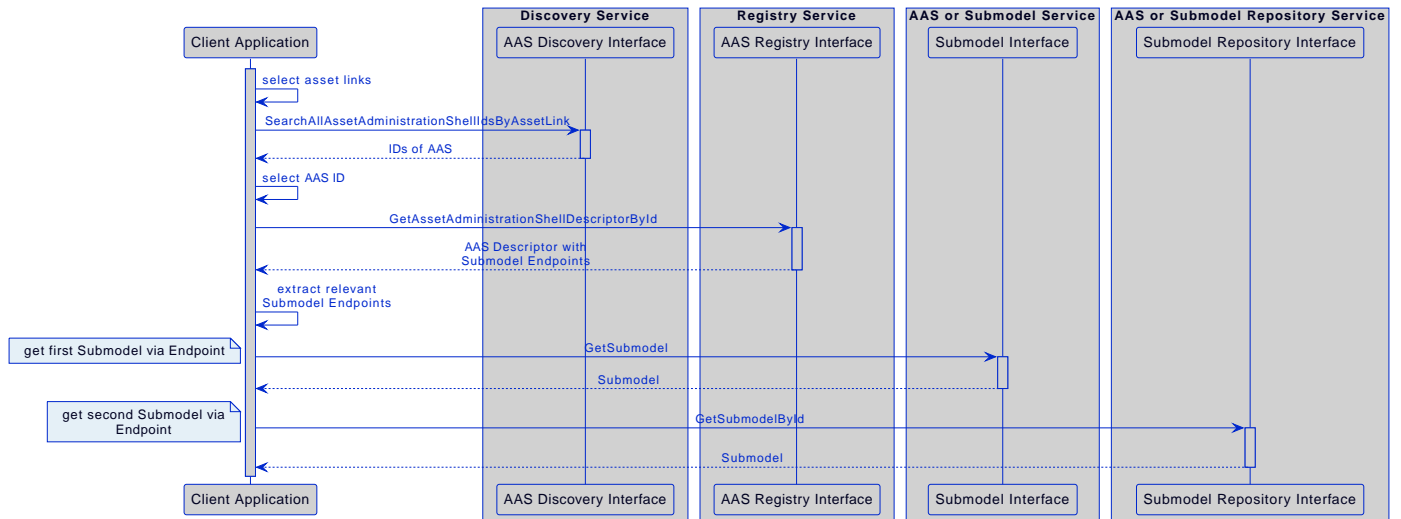 Discovery Service
Registry Service
AAS or Submodel Service
AAS or Submodel Repository Service
Client Application
AAS Discovery Interface
AAS Registry Interface
Submodel Interface
Submodel Repository Interface
select asset links
SearchAllAssetAdministrationShellIdsByAssetLink
IDs of AAS
select AAS ID
GetAssetAdministrationShellDescriptorById
AAS Descriptor with
Submodel Endpoints
extract relevant
Submodel Endpoints
get first Submodel via Endpoint
GetSubmodel
Submodel
get second Submodel via
Endpoint
GetSubmodelById
Submodel
Client Application
AAS Discovery Interface
AAS Registry Interface
Submodel Interface
Submodel Repository Interface